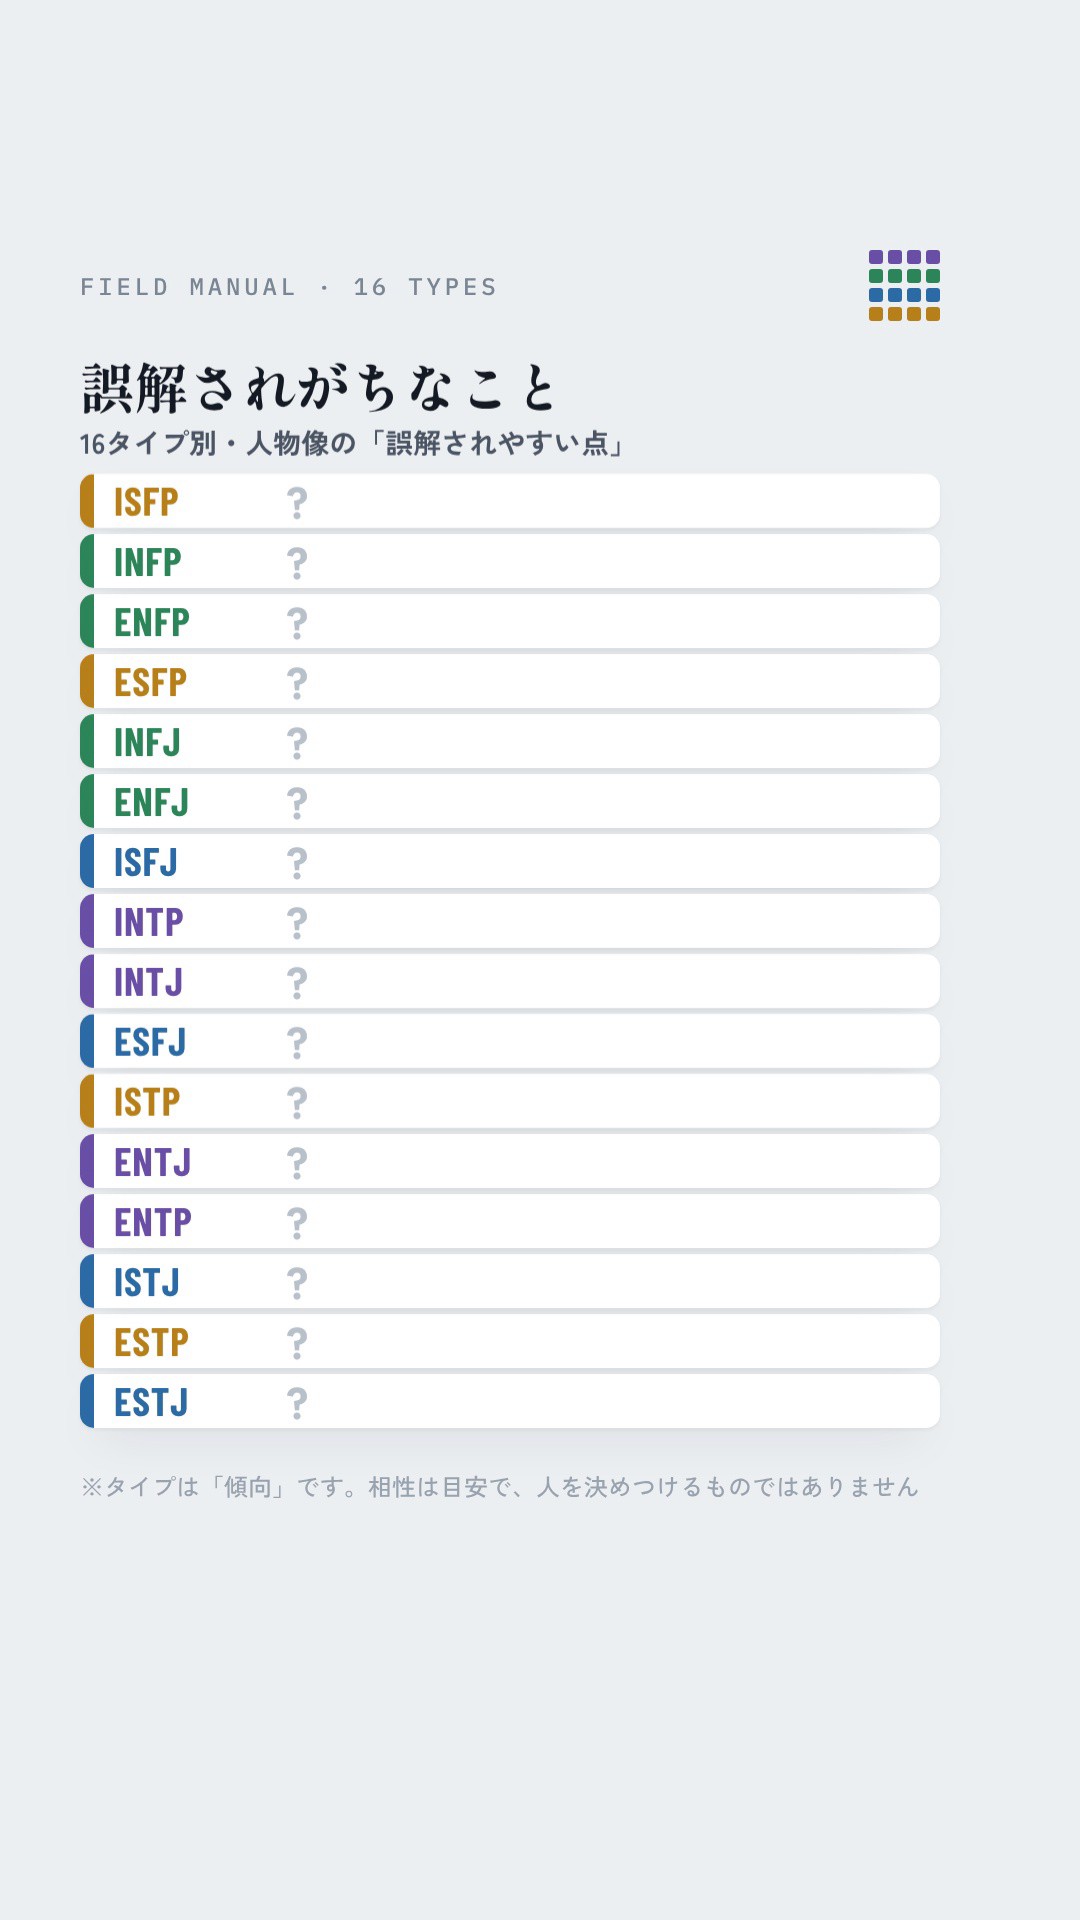 FIELD MANUAL · 16 TYPES
誤解されがちなこと
16タイプ別・人物像の「誤解されやすい点」
ISFP ?
INFP ?
ENFP ?
ESFP ?
INFJ ?
ENFJ ?
ISFJ ?
INTP ?
INTJ ?
ESFJ ?
ISTP ?
ENTJ ?
ENTP ?
ISTJ ?
ESTP ?
ESTJ ?
※タイプは「傾向」です。相性は目安で、人を決めつけるものではありません